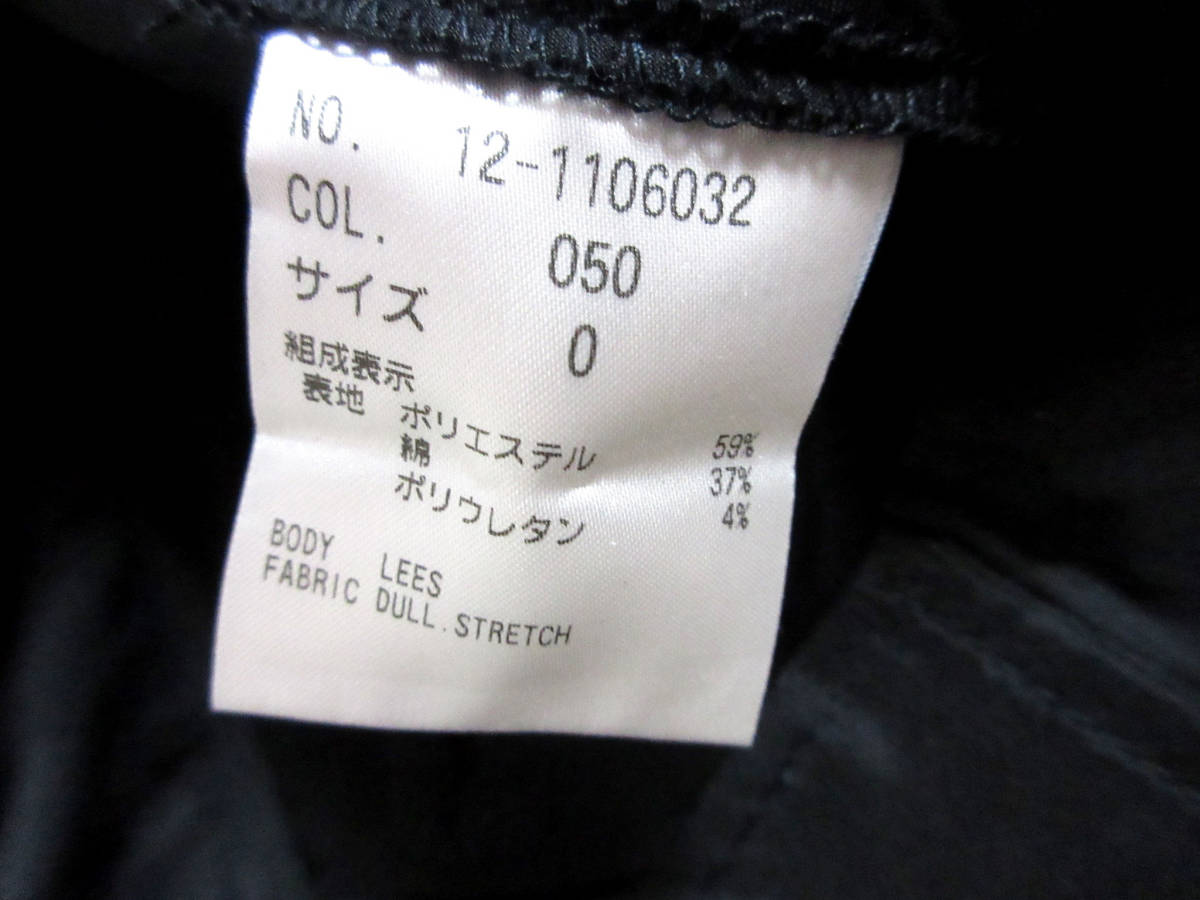 NO. 12-1106032
COL. 050
サイズ 0
組成表示
表地 ポリエステル 59%
綿 37%
ポリウレタン 4%
BODY LEES
FABRIC DULL.STRETCH